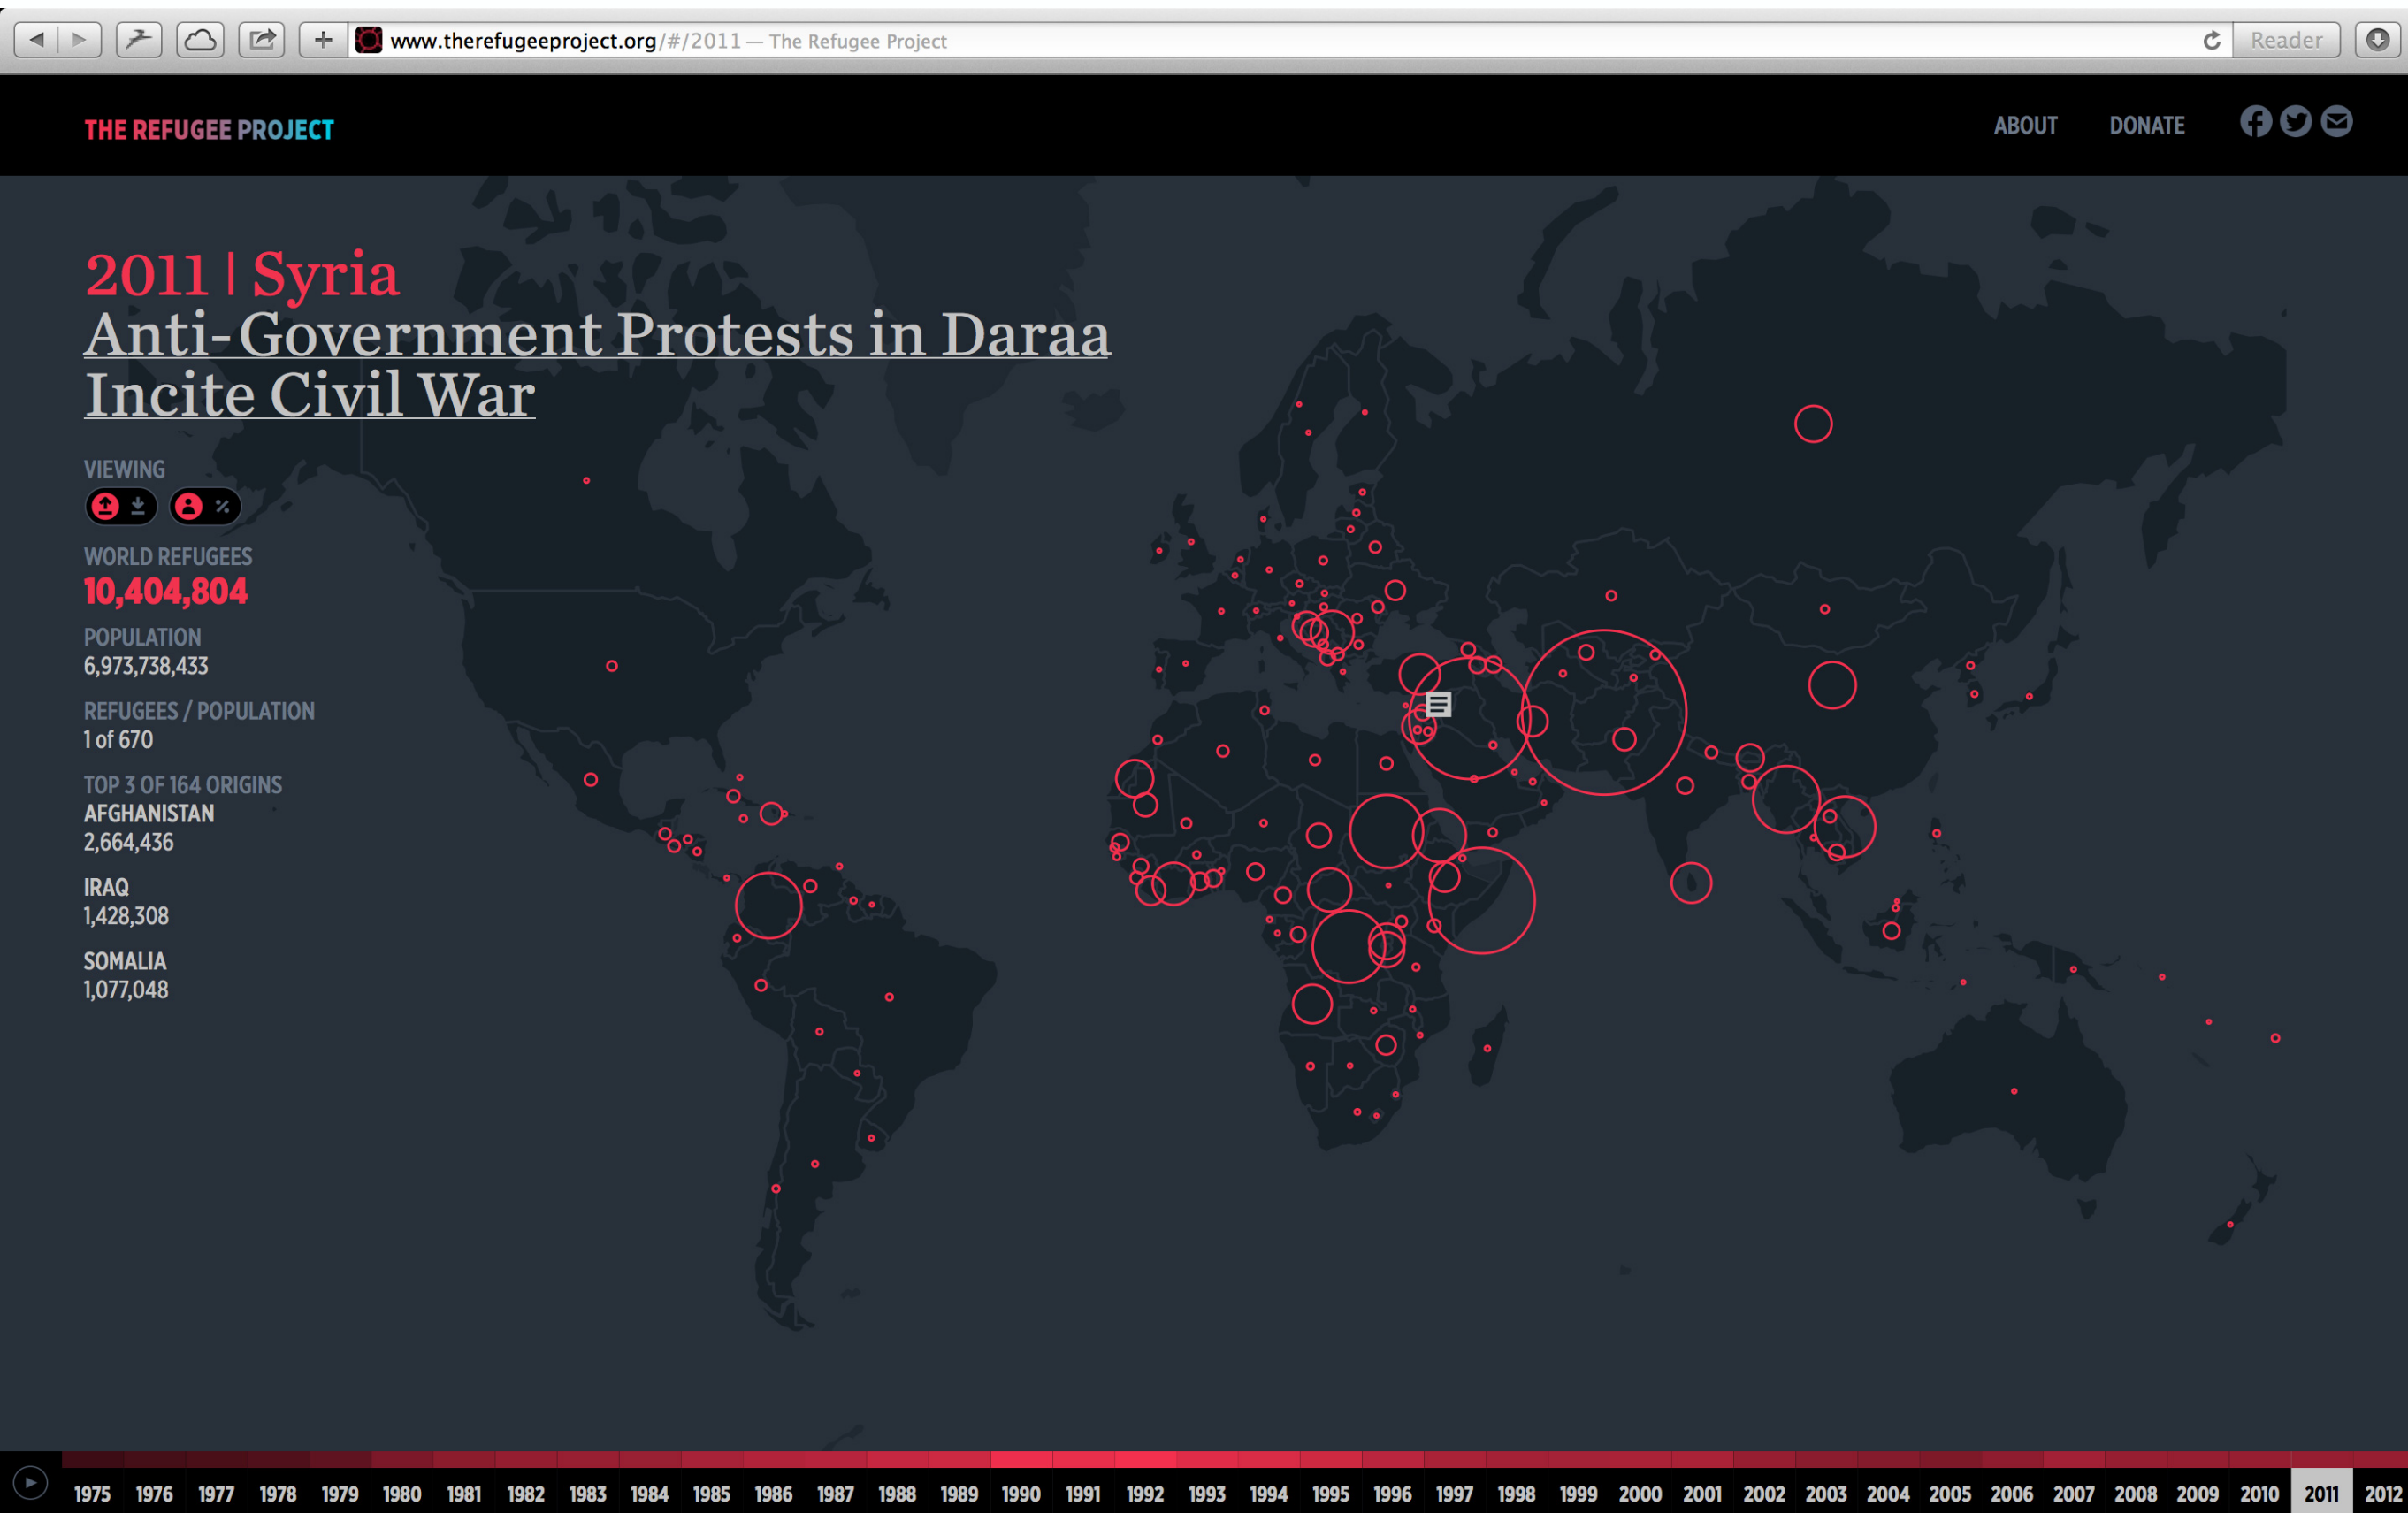 www.therefugeeproject.org/#/2011 — The Refugee Project
Reader
THE REFUGEE PROJECT
ABOUT
DONATE
2011 | Syria
Anti-Government Protests in Daraa
Incite Civil War
VIEWING
%
WORLD REFUGEES
10,404,804
POPULATION
6,973,738,433
REFUGEES / POPULATION
1 of 670
TOP 3 OF 164 ORIGINS
AFGHANISTAN
2,664,436
IRAQ
1,428,308
SOMALIA
1,077,048
1975 1976 1977 1978 1979 1980 1981 1982 1983 1984 1985 1986 1987 1988 1989 1990 1991 1992 1993 1994 1995 1996 1997 1998 1999 2000 2001 2002 2003 2004 2005 2006 2007 2008 2009 2010 2011 2012